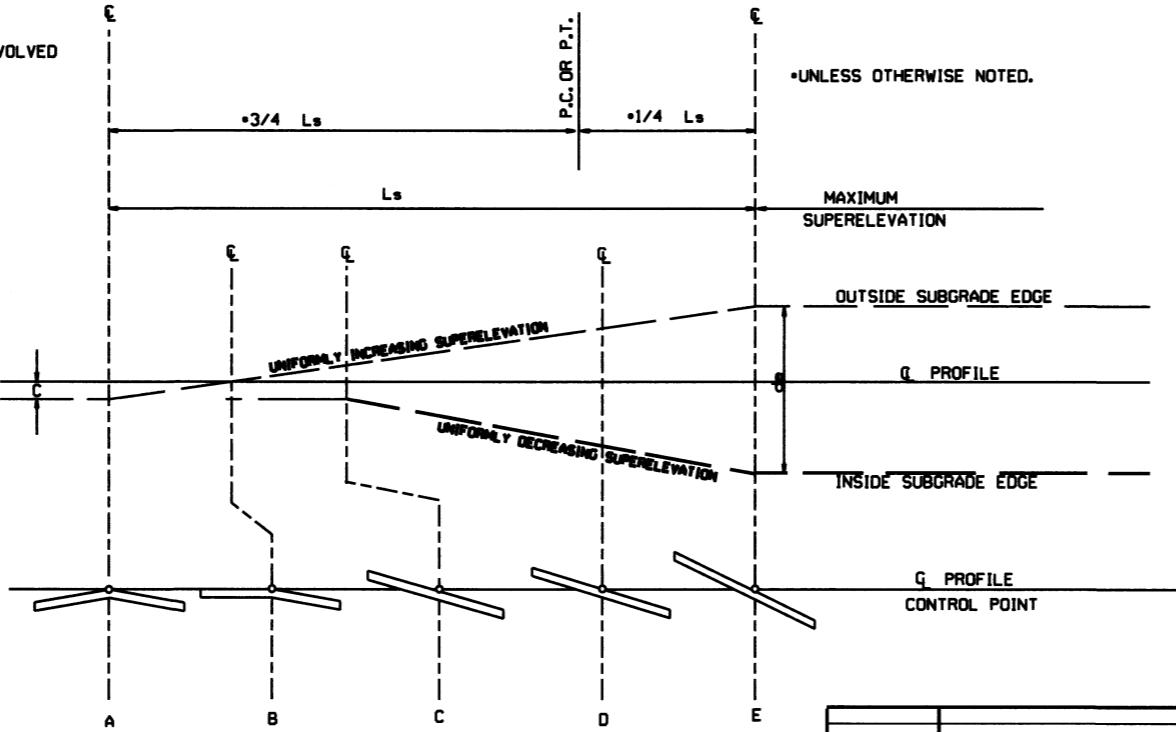 ℄
℄
VOLVED
P.C. OR P.T.
•UNLESS OTHERWISE NOTED.
•3/4 Ls
•1/4 Ls
Ls
MAXIMUM
SUPERELEVATION
℄
℄
℄
OUTSIDE SUBGRADE EDGE
UNIFORMLY INCREASING SUPERELEVATION
C
℄ PROFILE
UNIFORMLY DECREASING SUPERELEVATION
INSIDE SUBGRADE EDGE
℄ PROFILE
CONTROL POINT
A
B
C
D
E